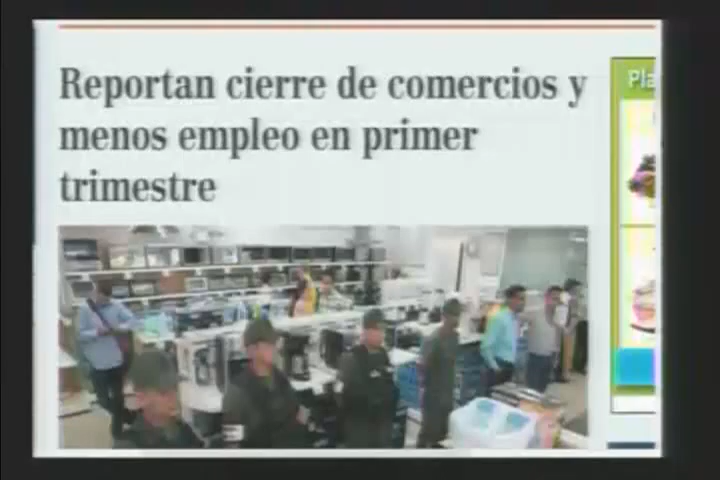 Reportan cierre de comercios y
menos empleo en primer
trimestre
Pla